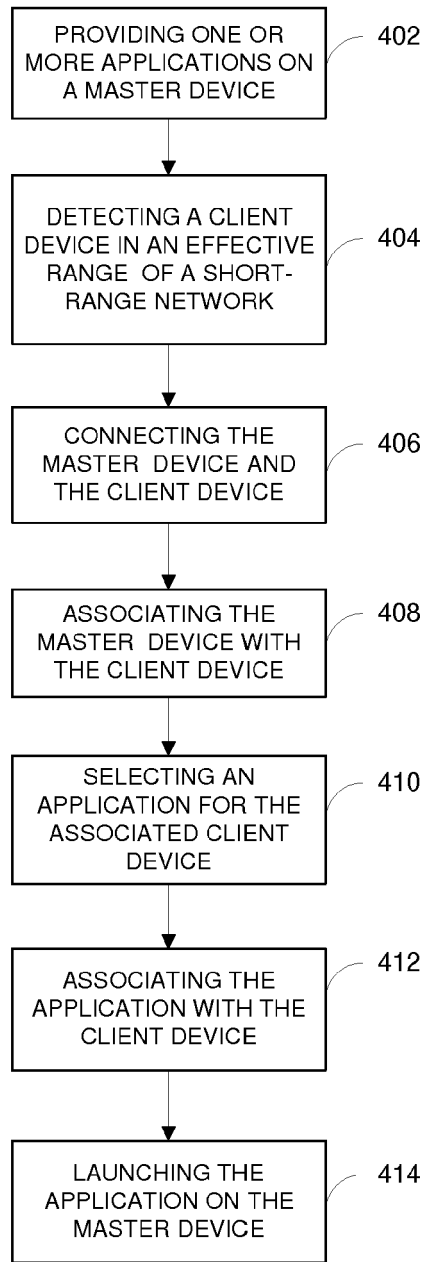 PROVIDING ONE OR
MORE APPLICATIONS ON
A MASTER DEVICE
402
DETECTING A CLIENT
DEVICE IN AN EFFECTIVE
RANGE OF A SHORT-
RANGE NETWORK
404
CONNECTING THE
MASTER DEVICE AND
THE CLIENT DEVICE
406
ASSOCIATING THE
MASTER DEVICE WITH
THE CLIENT DEVICE
408
SELECTING AN
APPLICATION FOR THE
ASSOCIATED CLIENT
DEVICE
410
ASSOCIATING THE
APPLICATION WITH THE
CLIENT DEVICE
412
LAUNCHING THE
APPLICATION ON THE
MASTER DEVICE
414